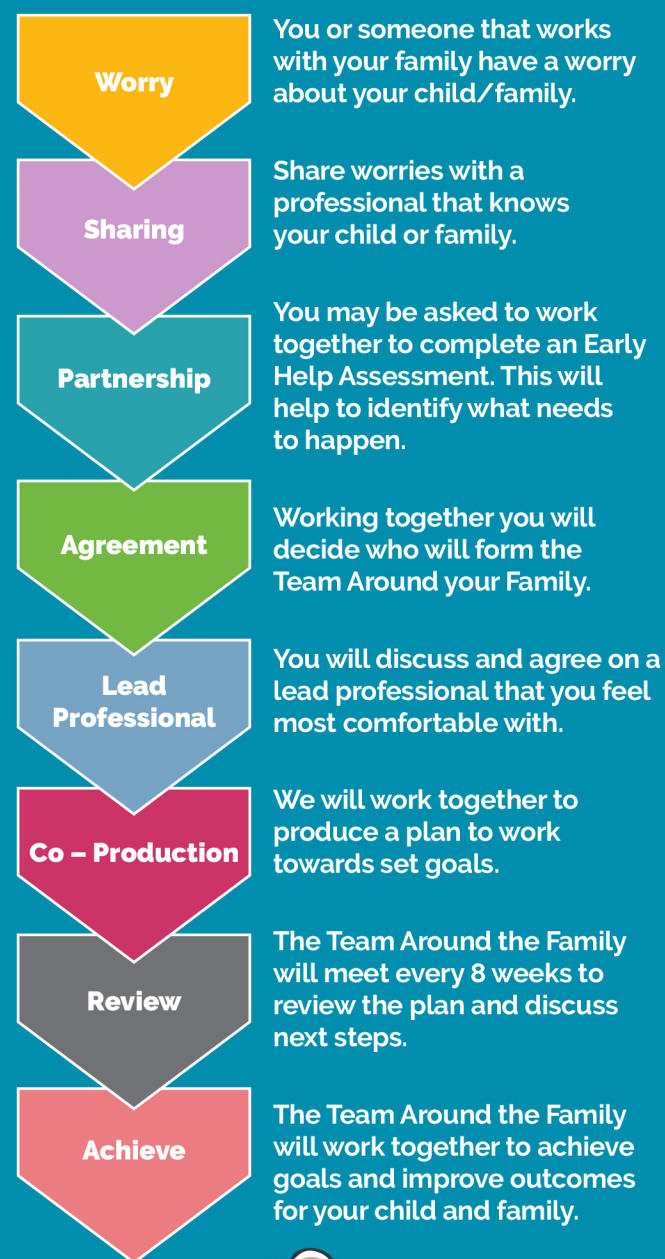 Worry
You or someone that works
with your family have a worry
about your child/family.
Sharing
Share worries with a
professional that knows
your child or family.
Partnership
You may be asked to work
together to complete an Early
Help Assessment. This will
help to identify what needs
to happen.
Agreement
Working together you will
decide who will form the
Team Around your Family.
Lead
Professional
You will discuss and agree on a
lead professional that you feel
most comfortable with.
Co – Production
We will work together to
produce a plan to work
towards set goals.
Review
The Team Around the Family
will meet every 8 weeks to
review the plan and discuss
next steps.
Achieve
The Team Around the Family
will work together to achieve
goals and improve outcomes
for your child and family.